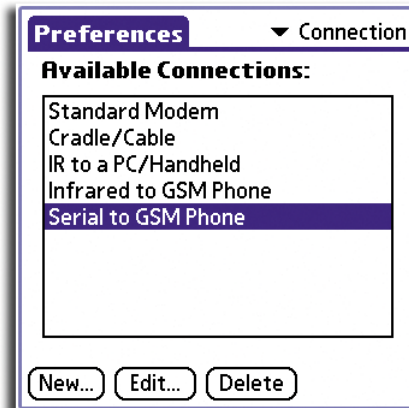 Preferences
Connection
Available Connections:
Standard Modem
Cradle/Cable
IR to a PC/Handheld
Infrared to GSM Phone
Serial to GSM Phone
New... Edit... Delete